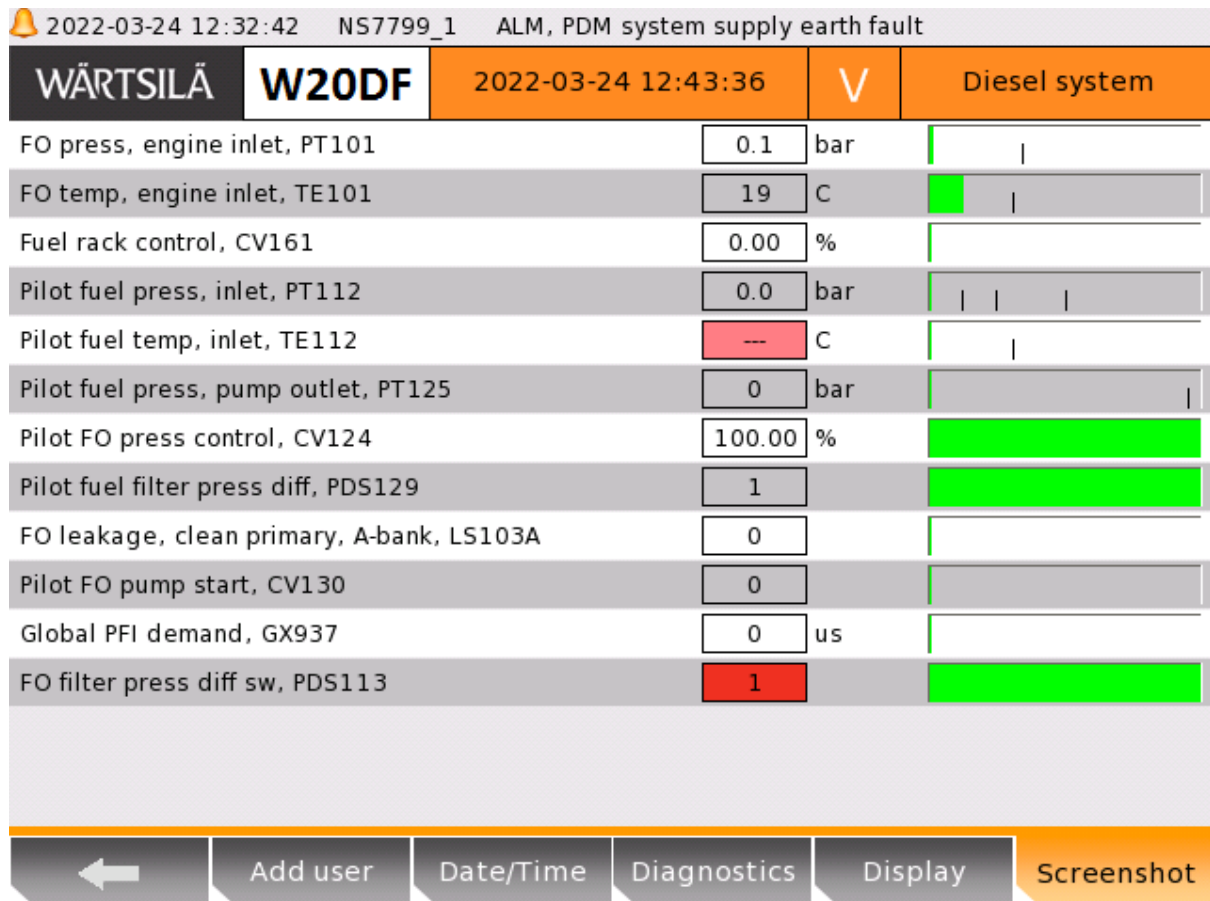 2022-03-24 12:32:42 NS7799_1 ALM, PDM system supply earth fault
WÄRTSILÄ W20DF 2022-03-24 12:43:36 V Diesel system
FO press, engine inlet, PT101 0.1 bar
FO temp, engine inlet, TE101 19 C
Fuel rack control, CV161 0.00 %
Pilot fuel press, inlet, PT112 0.0 bar
Pilot fuel temp, inlet, TE112 --- C
Pilot fuel press, pump outlet, PT125 0 bar
Pilot FO press control, CV124 100.00 %
Pilot fuel filter press diff, PDS129 1
FO leakage, clean primary, A-bank, LS103A 0
Pilot FO pump start, CV130 0
Global PFI demand, GX937 0 us
FO filter press diff sw, PDS113 1
Add user Date/Time Diagnostics Display Screenshot